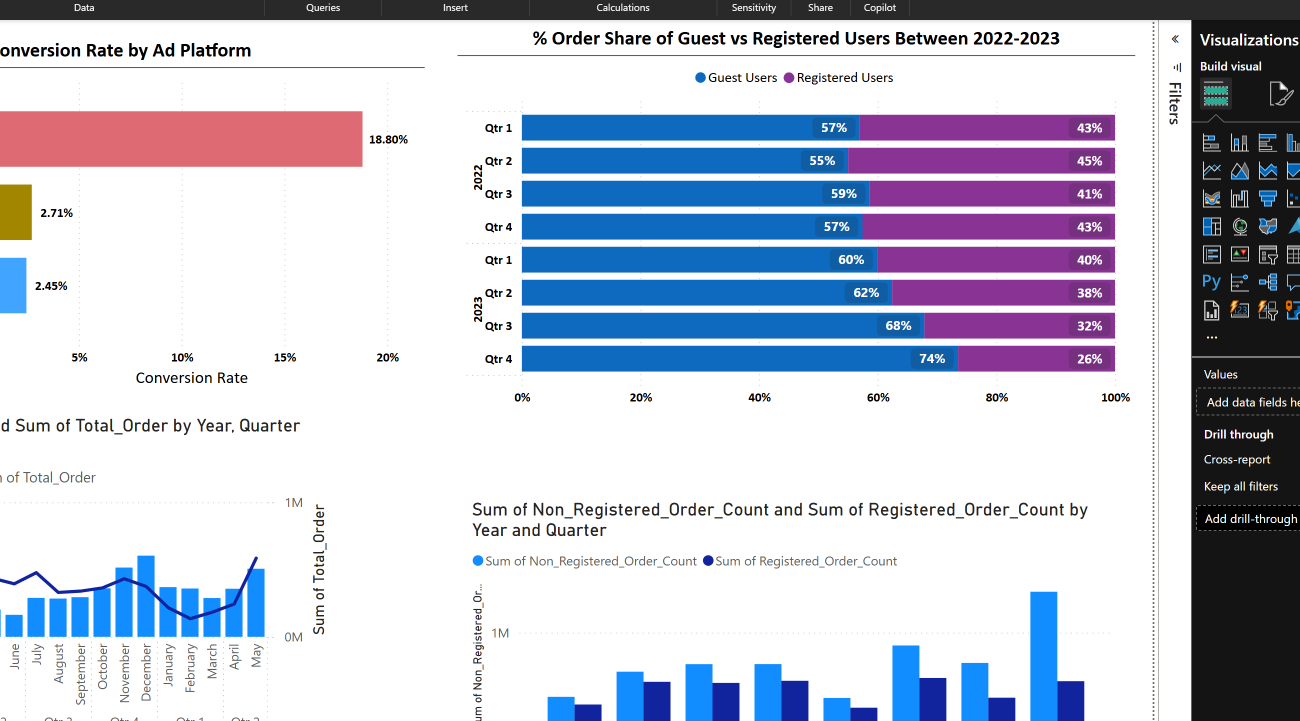 Data
Queries
Insert
Calculations
Sensitivity
Share
Copilot
onversion Rate by Ad Platform
18.80%
2.71%
2.45%
5%
10%
15%
20%
Conversion Rate
% Order Share of Guest vs Registered Users Between 2022-2023
Guest Users
Registered Users
2022
Qtr 1
57%
43%
Qtr 2
55%
45%
Qtr 3
59%
41%
Qtr 4
57%
43%
2023
Qtr 1
60%
40%
Qtr 2
62%
38%
Qtr 3
68%
32%
Qtr 4
74%
26%
0%
20%
40%
60%
80%
100%
d Sum of Total_Order by Year, Quarter
of Total_Order
1M
0M
Sum of Total_Order
June
July
August
September
October
November
December
January
February
March
April
May
Sum of Non_Registered_Order_Count and Sum of Registered_Order_Count by
Year and Quarter
Sum of Non_Registered_Order_Count
Sum of Registered_Order_Count
um of Non_Registered_Or...
1M
«
Filters
Visualizations
Build visual
Py
123
...
Values
Add data fields he
Drill through
Cross-report
Keep all filters
Add drill-through